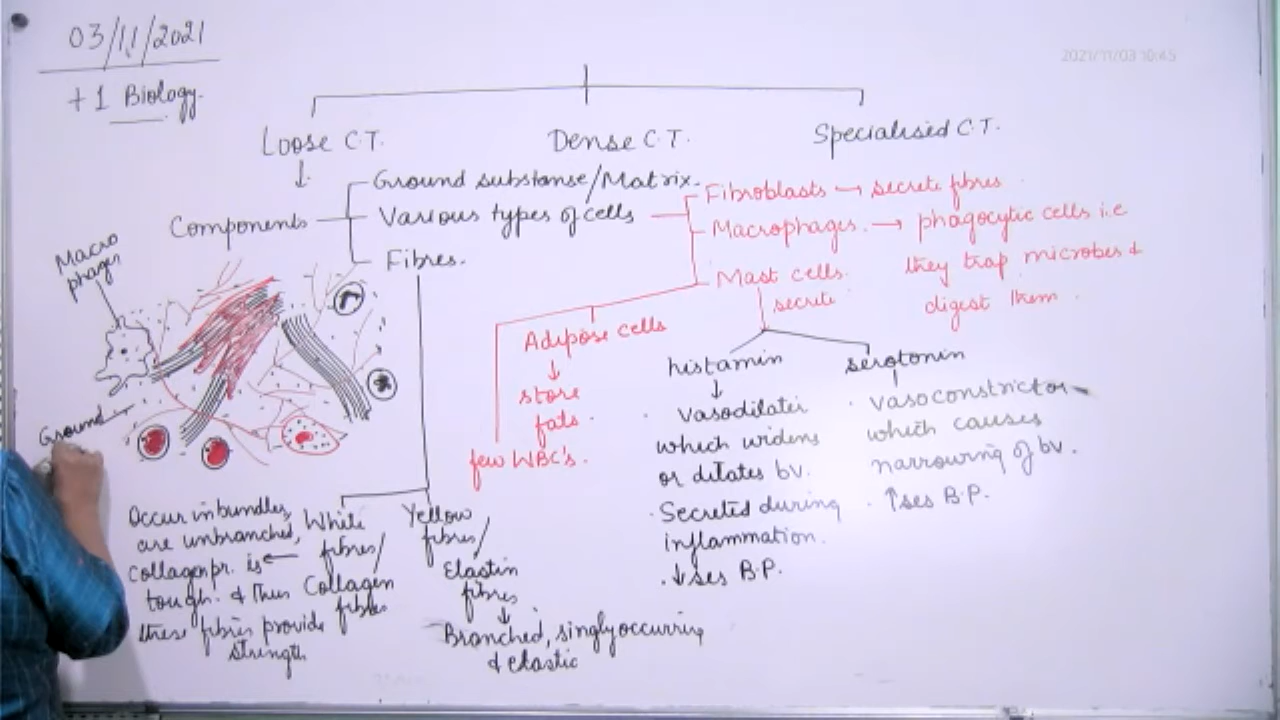 03/11/2021
+1 Biology.
2021/11/03 10:45
Loose C.T.
Dense C.T.
Specialised C.T.
Components
Ground substanse/Matrix.
Various types of cells
Fibres.
Fibroblasts → secrete fibres
Macrophages. → phagocytic cells i.e
they trap microbes &
digest them.
Mast cells.
secrete
Adipose cells
↓
store
fats.
few WBC's.
histamin
↓
vasodilater
which widens
or dilates bv.
Secreted during
inflammation.
↓ses B.P.
serotonin
vasoconstrictor
which causes
narrowing of bv.
↑ses B.P.
Macro
phages
Ground
Occur in bundles,
are unbranched,
collagen pr. is
tough. & thus
these fibres provide
strength
White
fibres/
Collagen
fibres
Yellow
fibres/
Elastin
fibres
↓
Branched, singly occurring
& elastic